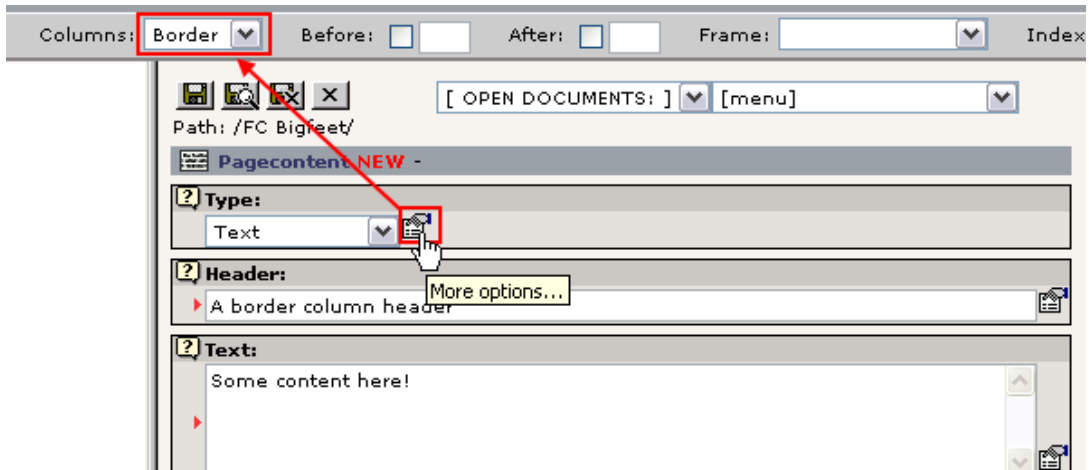 Columns: Border Before: After: Frame: Index
[ OPEN DOCUMENTS: ] [menu]
Path: /FC Bigfeet/
Pagecontent NEW -
Type:
Text
More options...
Header:
A border column header
Text:
Some content here!